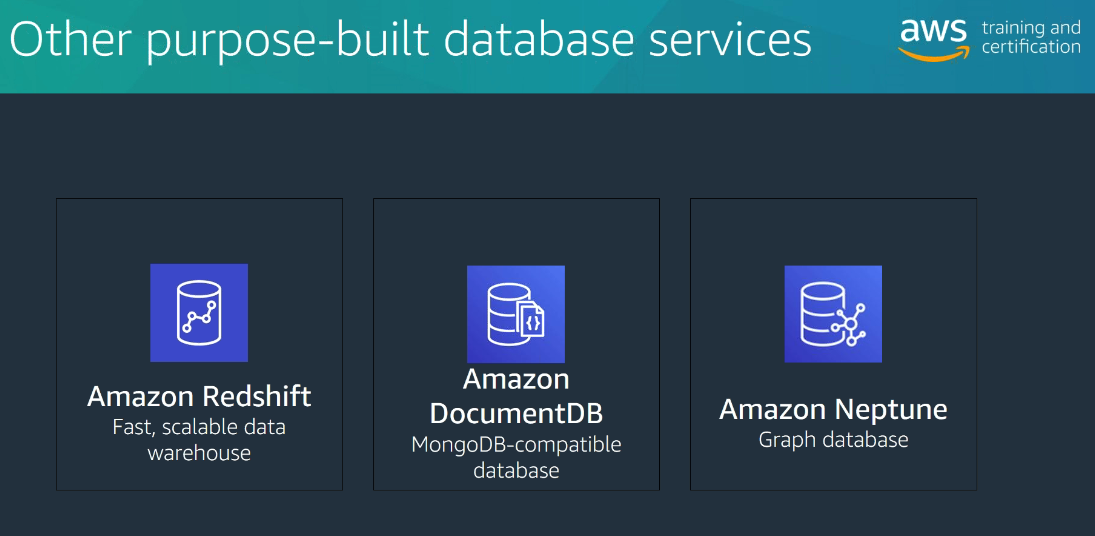 Other purpose-built database services
aws training and
certification
Amazon Redshift
Fast, scalable data
warehouse
Amazon
DocumentDB
MongoDB-compatible
database
Amazon Neptune
Graph database